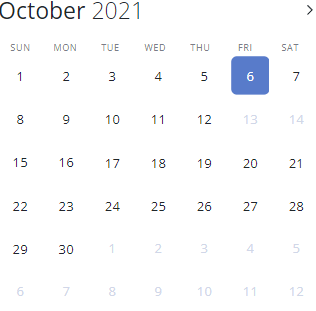 October 2021
SUN MON TUE WED THU FRI SAT
1 2 3 4 5 6 7
8 9 10 11 12 13 14
15 16 17 18 19 20 21
22 23 24 25 26 27 28
29 30 1 2 3 4 5
6 7 8 9 10 11 12